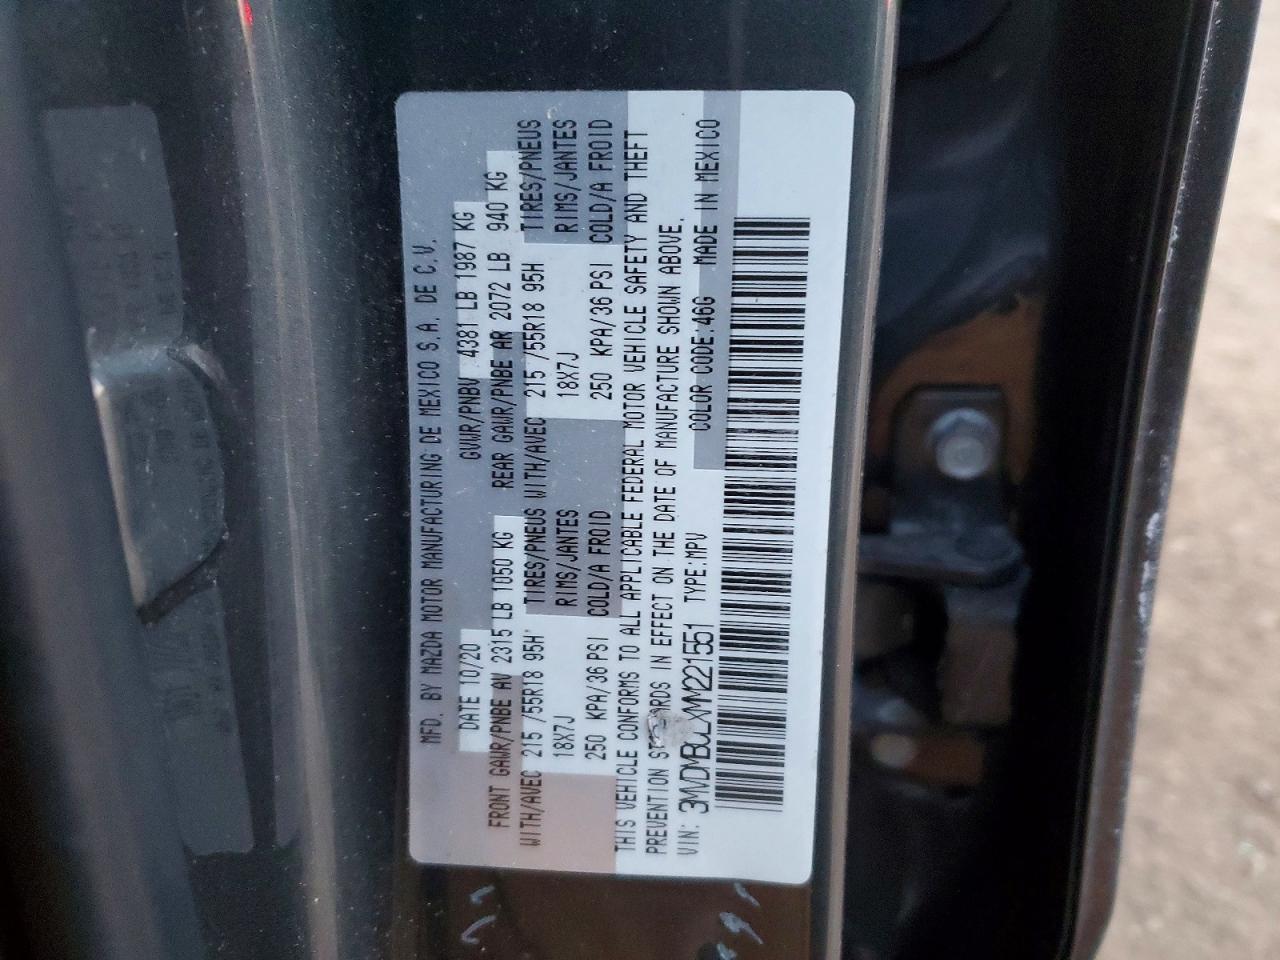 MFD. BY MAZDA MOTOR MANUFACTURING DE MEXICO S.A. DE C.V.
DATE 10/20 GVWR/PNBV 4381 LB 1987 KG
FRONT GAWR/PNBE AV 2315 LB 1050 KG REAR GAWR/PNBE AR 2072 LB 940 KG
WITH/AVEC 215 /55R18 95H TIRES/PNEUS WITH/AVEC 215 /55R18 95H TIRES/PNEUS
18X7J RIMS/JANTES 18X7J RIMS/JANTES
250 KPA/36 PSI COLD/A FROID 250 KPA/36 PSI COLD/A FROID
THIS VEHICLE CONFORMS TO ALL APPLICABLE FEDERAL MOTOR VEHICLE SAFETY AND THEFT
PREVENTION STANDARDS IN EFFECT ON THE DATE OF MANUFACTURE SHOWN ABOVE.
VIN: 3MVDMBCLXMM221551 TYPE:MPV COLOR CODE:46G MADE IN MEXICO